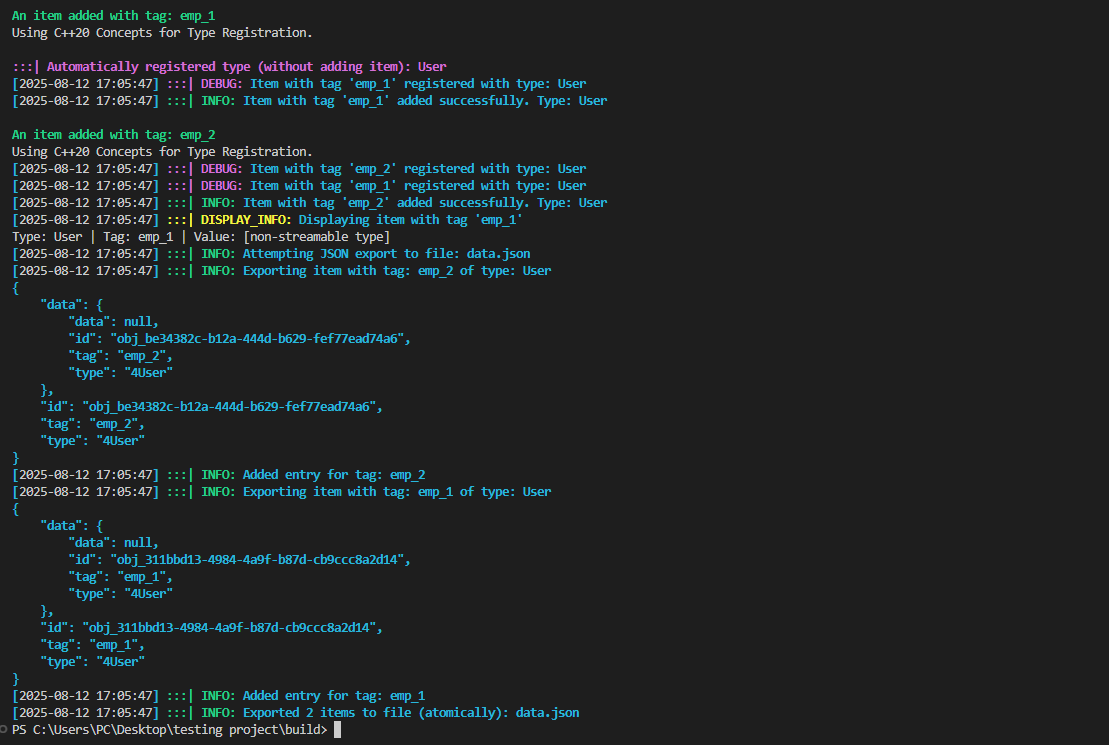 An item added with tag: emp_1
Using C++20 Concepts for Type Registration.
:::| Automatically registered type (without adding item): User
[2025-08-12 17:05:47] :::| DEBUG: Item with tag 'emp_1' registered with type: User
[2025-08-12 17:05:47] :::| INFO: Item with tag 'emp_1' added successfully. Type: User
An item added with tag: emp_2
Using C++20 Concepts for Type Registration.
[2025-08-12 17:05:47] :::| DEBUG: Item with tag 'emp_2' registered with type: User
[2025-08-12 17:05:47] :::| DEBUG: Item with tag 'emp_1' registered with type: User
[2025-08-12 17:05:47] :::| INFO: Item with tag 'emp_2' added successfully. Type: User
[2025-08-12 17:05:47] :::| DISPLAY_INFO: Displaying item with tag 'emp_1'
Type: User | Tag: emp_1 | Value: [non-streamable type]
[2025-08-12 17:05:47] :::| INFO: Attempting JSON export to file: data.json
[2025-08-12 17:05:47] :::| INFO: Exporting item with tag: emp_2 of type: User
{
    "data": {
        "data": null,
        "id": "obj_be34382c-b12a-444d-b629-fef77ead74a6",
        "tag": "emp_2",
        "type": "4User"
    },
    "id": "obj_be34382c-b12a-444d-b629-fef77ead74a6",
    "tag": "emp_2",
    "type": "4User"
}
[2025-08-12 17:05:47] :::| INFO: Added entry for tag: emp_2
[2025-08-12 17:05:47] :::| INFO: Exporting item with tag: emp_1 of type: User
{
    "data": {
        "data": null,
        "id": "obj_311bbd13-4984-4a9f-b87d-cb9ccc8a2d14",
        "tag": "emp_1",
        "type": "4User"
    },
    "id": "obj_311bbd13-4984-4a9f-b87d-cb9ccc8a2d14",
    "tag": "emp_1",
    "type": "4User"
}
[2025-08-12 17:05:47] :::| INFO: Added entry for tag: emp_1
[2025-08-12 17:05:47] :::| INFO: Exported 2 items to file (atomically): data.json
PS C:\Users\PC\Desktop\testing project\build>